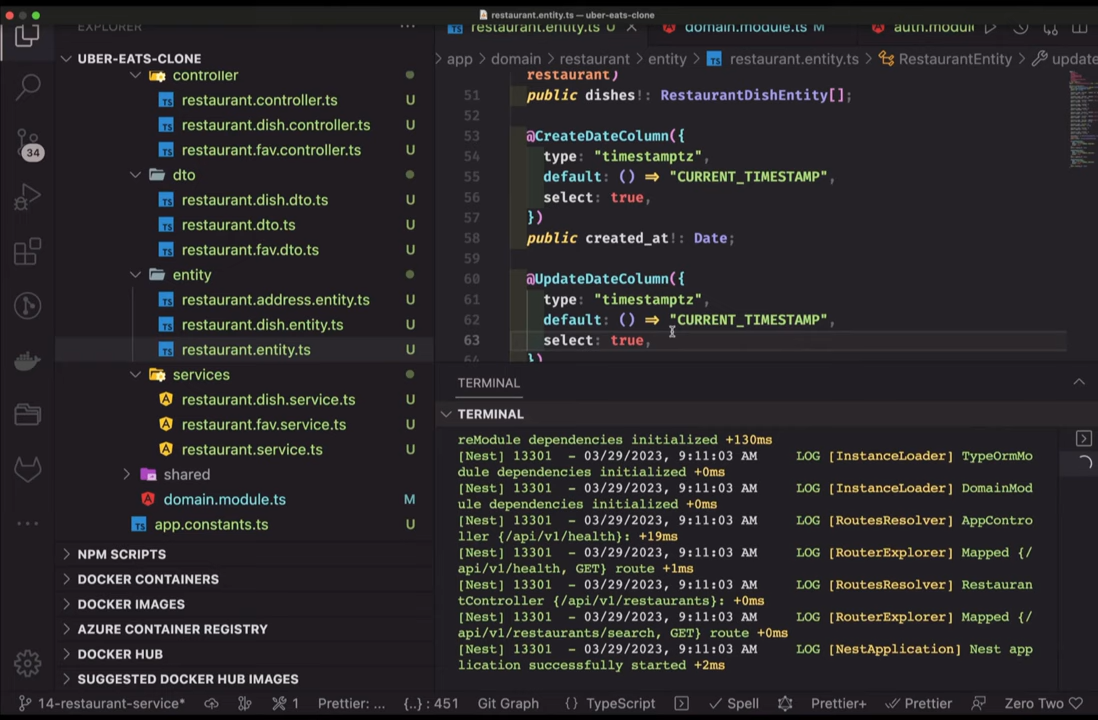 restaurant.entity.ts — uber-eats-clone
EXPLORER
UBER-EATS-CLONE
controller
restaurant.controller.ts U
restaurant.dish.controller.ts U
restaurant.fav.controller.ts U
dto
restaurant.dish.dto.ts U
restaurant.dto.ts U
restaurant.fav.dto.ts U
entity
restaurant.address.entity.ts U
restaurant.dish.entity.ts U
restaurant.entity.ts U
services
restaurant.dish.service.ts U
restaurant.fav.service.ts U
restaurant.service.ts U
shared
domain.module.ts M
app.constants.ts U
NPM SCRIPTS
DOCKER CONTAINERS
DOCKER IMAGES
AZURE CONTAINER REGISTRY
DOCKER HUB
SUGGESTED DOCKER HUB IMAGES
34
restaurant.entity.ts U domain.module.ts M auth.modul
app > domain > restaurant > entity > TS restaurant.entity.ts > RestaurantEntity > update
restaurant)
51 public dishes!: RestaurantDishEntity[];
52
53 @CreateDateColumn({
54 type: "timestamptz",
55 default: () => "CURRENT_TIMESTAMP",
56 select: true,
57 })
58 public created_at!: Date;
59
60 @UpdateDateColumn({
61 type: "timestamptz",
62 default: () => "CURRENT_TIMESTAMP",
63 select: true,
64 })
TERMINAL
TERMINAL
reModule dependencies initialized +130ms
[Nest] 13301 - 03/29/2023, 9:11:03 AM LOG [InstanceLoader] TypeOrmMo
dule dependencies initialized +0ms
[Nest] 13301 - 03/29/2023, 9:11:03 AM LOG [InstanceLoader] DomainMod
ule dependencies initialized +0ms
[Nest] 13301 - 03/29/2023, 9:11:03 AM LOG [RoutesResolver] AppContro
ller {/api/v1/health}: +19ms
[Nest] 13301 - 03/29/2023, 9:11:03 AM LOG [RouterExplorer] Mapped {/
api/v1/health, GET} route +1ms
[Nest] 13301 - 03/29/2023, 9:11:03 AM LOG [RoutesResolver] Restauran
tController {/api/v1/restaurants}: +0ms
[Nest] 13301 - 03/29/2023, 9:11:03 AM LOG [RouterExplorer] Mapped {/
api/v1/restaurants/search, GET} route +0ms
[Nest] 13301 - 03/29/2023, 9:11:03 AM LOG [NestApplication] Nest app
lication successfully started +2ms
14-restaurant-service* 1 Prettier: ... {..} : 451 Git Graph {} TypeScript Spell Prettier+ Prettier Zero Two